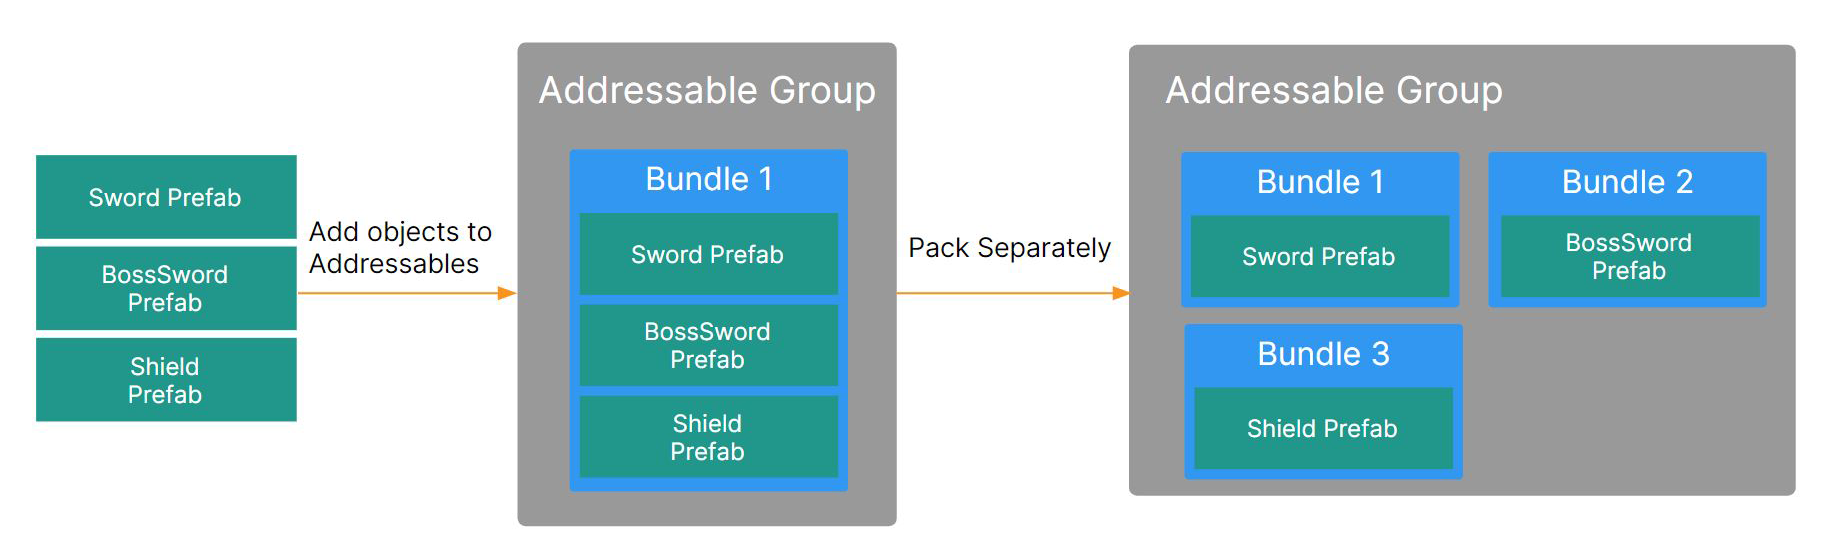 Sword Prefab
BossSword
Prefab
Shield
Prefab
Add objects to
Addressables
Addressable Group
Bundle 1
Sword Prefab
BossSword
Prefab
Shield
Prefab
Pack Separately
Addressable Group
Bundle 1
Sword Prefab
Bundle 2
BossSword
Prefab
Bundle 3
Shield Prefab